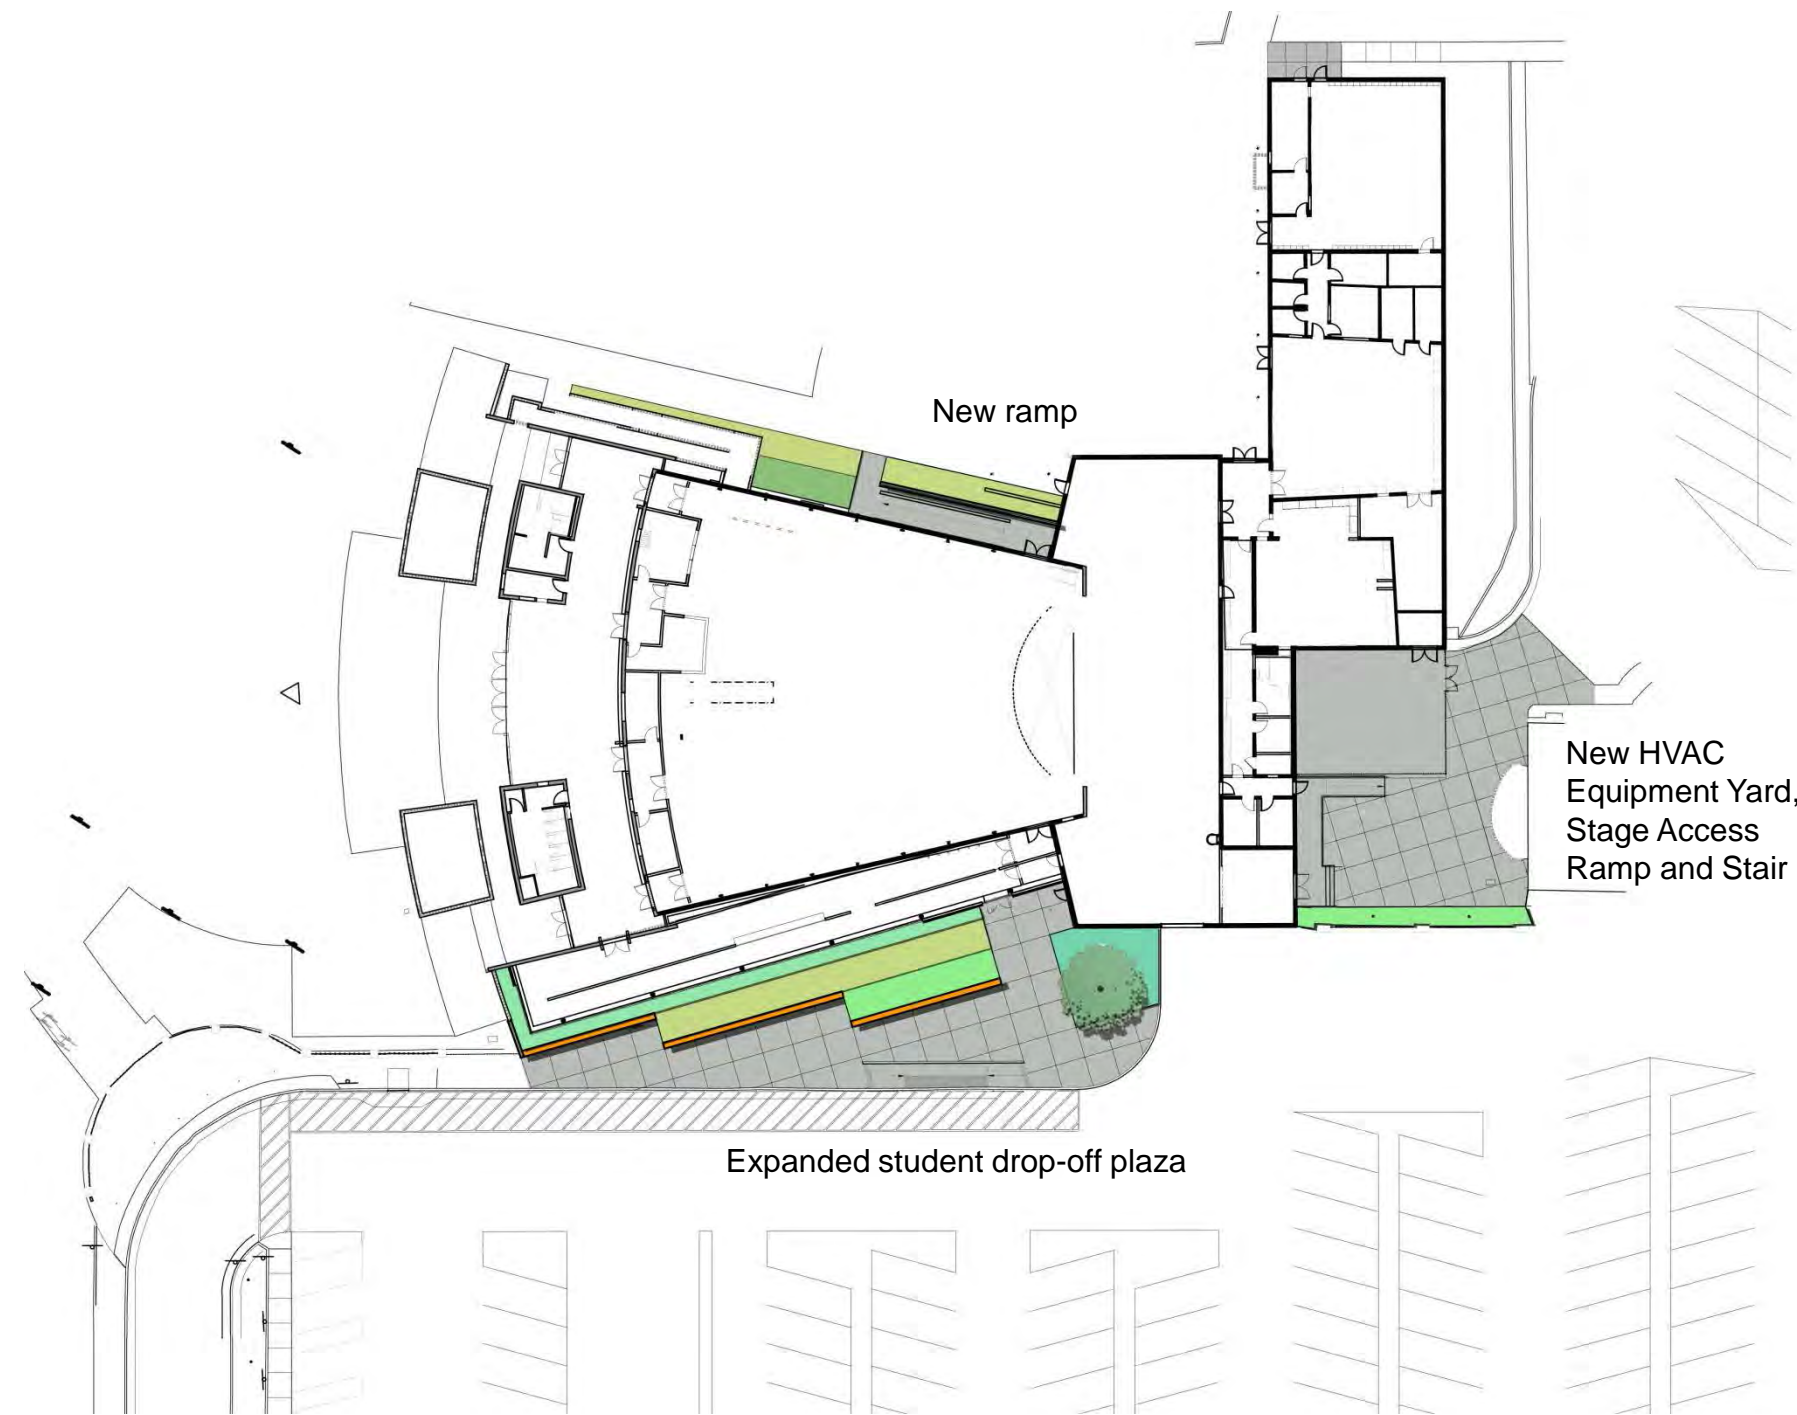 New ramp
New HVAC
Equipment Yard,
Stage Access
Ramp and Stair
Expanded student drop-off plaza